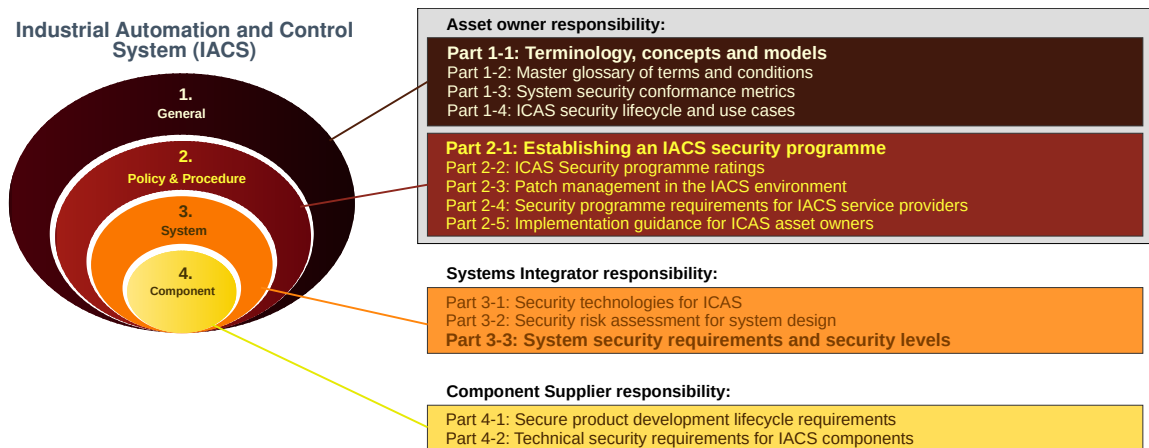 Industrial Automation and Control
System (IACS)
1.
General
2.
Policy & Procedure
3.
System
4.
Component
Asset owner responsibility:
Part 1-1: Terminology, concepts and models
Part 1-2: Master glossary of terms and conditions
Part 1-3: System security conformance metrics
Part 1-4: ICAS security lifecycle and use cases
Part 2-1: Establishing an IACS security programme
Part 2-2: ICAS Security programme ratings
Part 2-3: Patch management in the IACS environment
Part 2-4: Security programme requirements for IACS service providers
Part 2-5: Implementation guidance for ICAS asset owners
Systems Integrator responsibility:
Part 3-1: Security technologies for ICAS
Part 3-2: Security risk assessment for system design
Part 3-3: System security requirements and security levels
Component Supplier responsibility:
Part 4-1: Secure product development lifecycle requirements
Part 4-2: Technical security requirements for IACS components